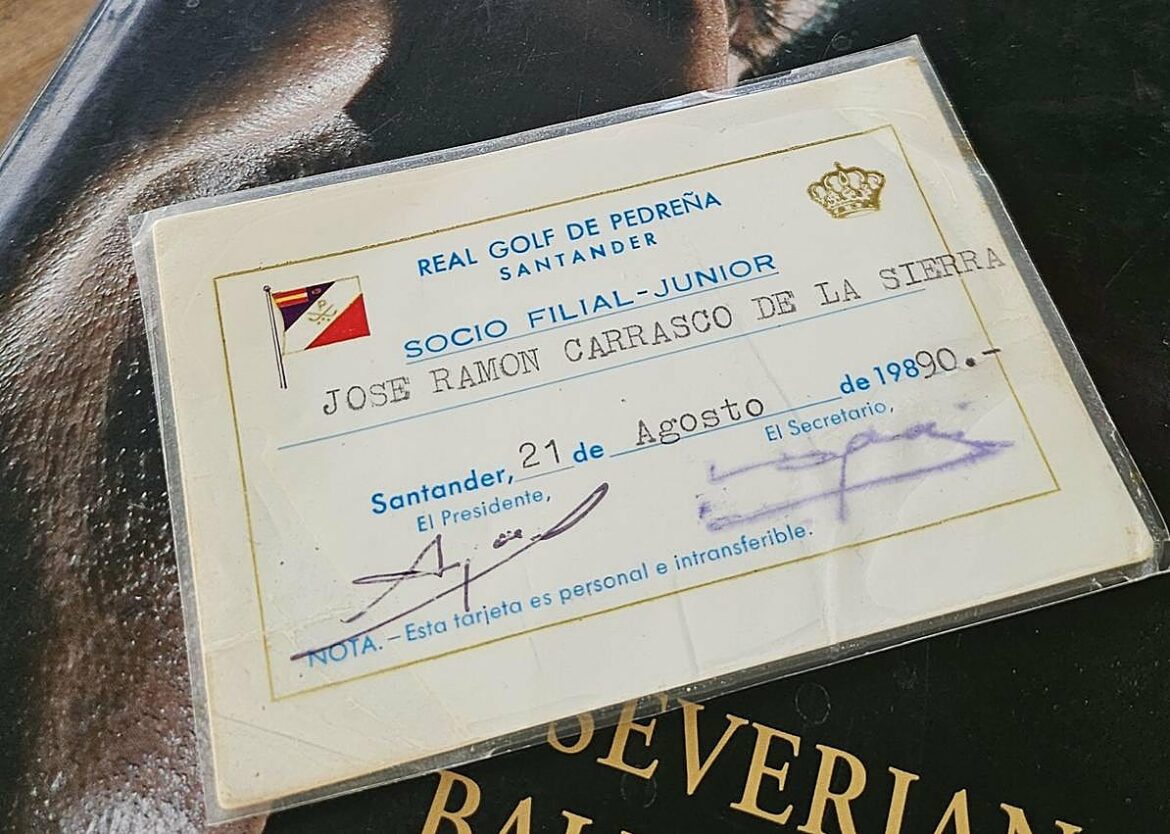 REAL GOLF DE PEDREÑA
SANTANDER
SOCIO FILIAL-JUNIOR
JOSE RAMON CARRASCO DE LA SIERRA
Santander, 21 de Agosto de 19890.-
El Presidente, El Secretario,
NOTA.-Esta tarjeta es personal e intransferible.
SEVERIAN